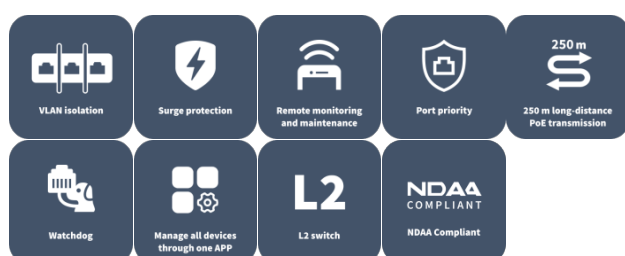 250 m
VLAN isolation
Surge protection
Remote monitoring
and maintenance
Port priority
250 m long-distance
PoE transmission
L2
NDAA
COMPLIANT
Watchdog
Manage all devices
through one APP
L2 switch
NDAA Compliant